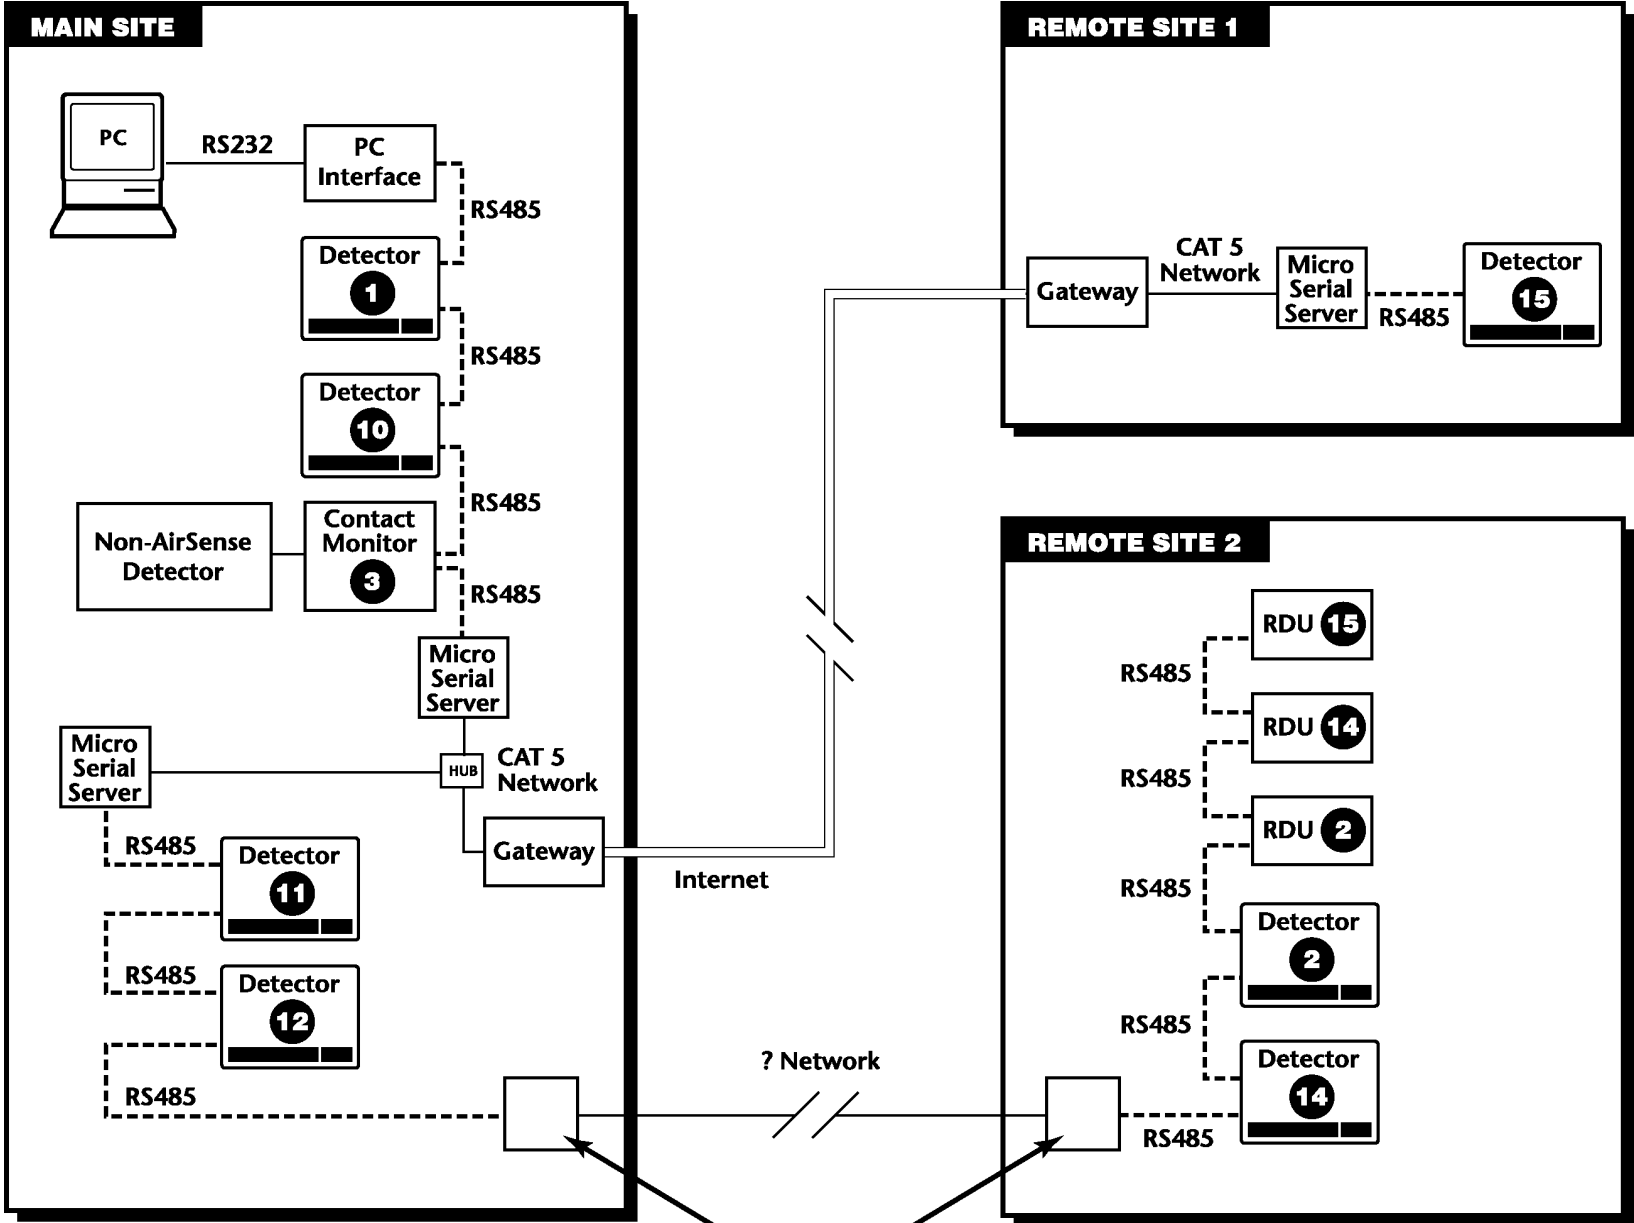 MAIN SITE
PC
RS232
PC
Interface
RS485
Detector
1
RS485
Detector
10
RS485
Non-AirSense
Detector
Contact
Monitor
3
RS485
Micro
Serial
Server
Micro
Serial
Server
HUB
CAT 5
Network
Gateway
Internet
RS485
Detector
11
RS485
Detector
12
RS485
? Network
REMOTE SITE 1
Gateway
CAT 5
Network
Micro
Serial
Server
RS485
Detector
15
REMOTE SITE 2
RDU 15
RS485
RDU 14
RS485
RDU 2
RS485
Detector
2
RS485
Detector
14
RS485